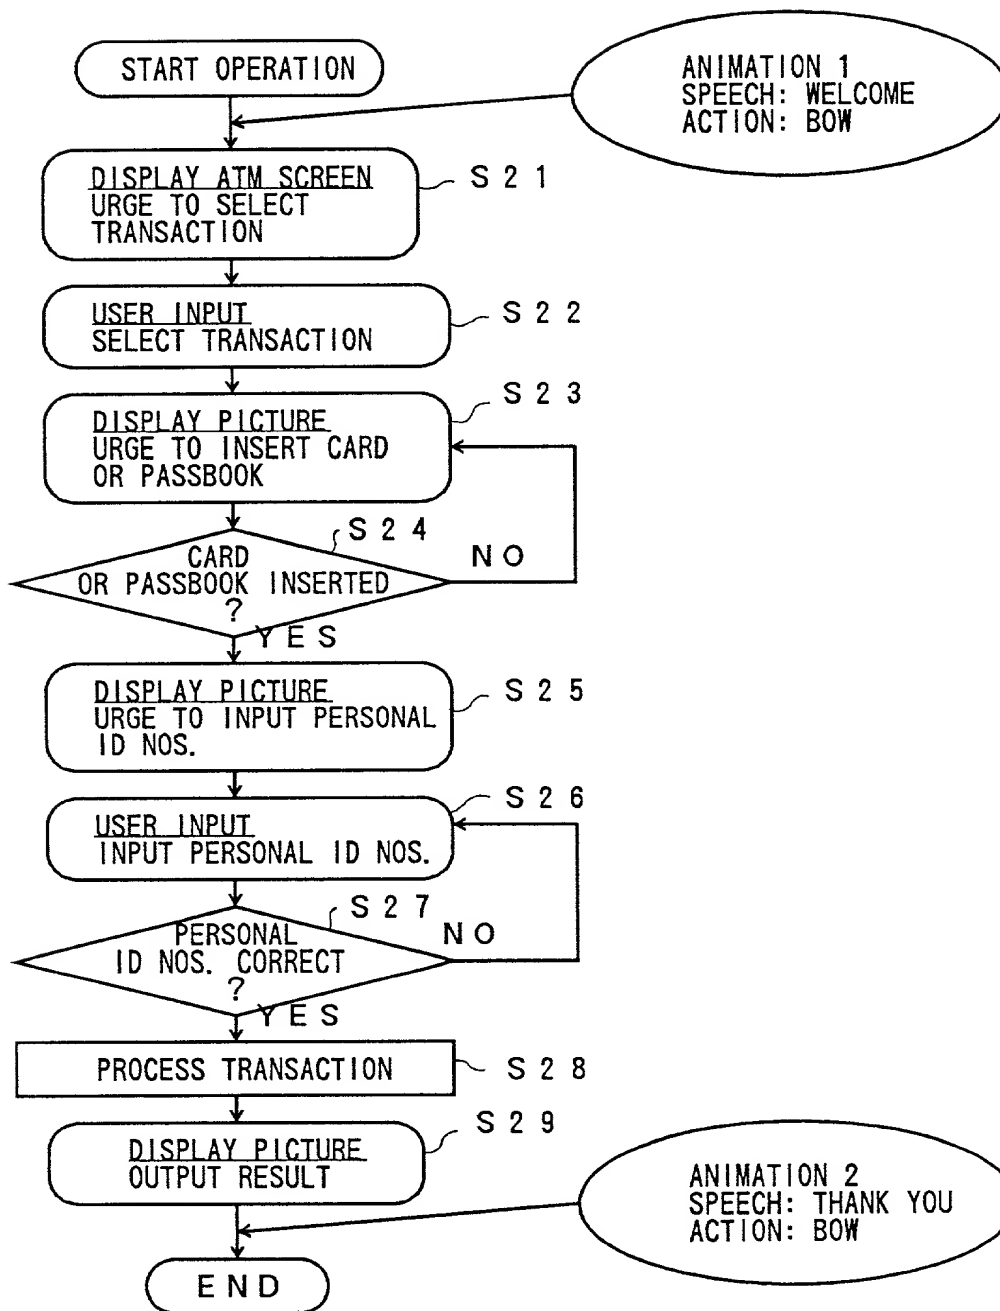 START OPERATION
ANIMATION 1
SPEECH: WELCOME
ACTION: BOW
DISPLAY ATM SCREEN
URGE TO SELECT
TRANSACTION
S21
USER INPUT
SELECT TRANSACTION
S22
DISPLAY PICTURE
URGE TO INSERT CARD
OR PASSBOOK
S23
CARD
OR PASSBOOK INSERTED
?
S24
NO
YES
DISPLAY PICTURE
URGE TO INPUT PERSONAL
ID NOS.
S25
USER INPUT
INPUT PERSONAL ID NOS.
S26
PERSONAL
ID NOS. CORRECT
?
S27
NO
YES
PROCESS TRANSACTION
S28
DISPLAY PICTURE
OUTPUT RESULT
S29
ANIMATION 2
SPEECH: THANK YOU
ACTION: BOW
END